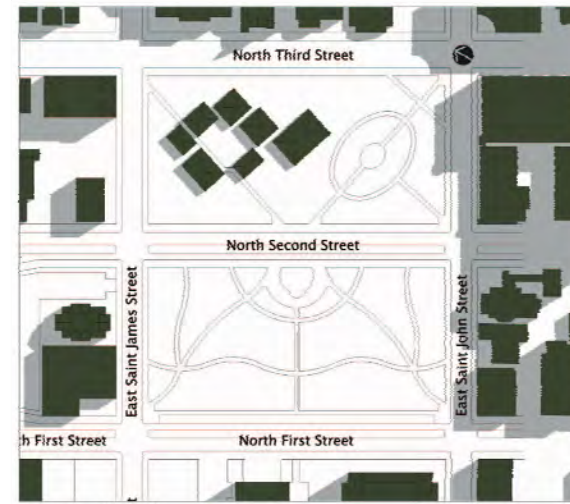 North Third Street
North Second Street
East Saint James Street
East Saint John Street
h First Street
North First Street